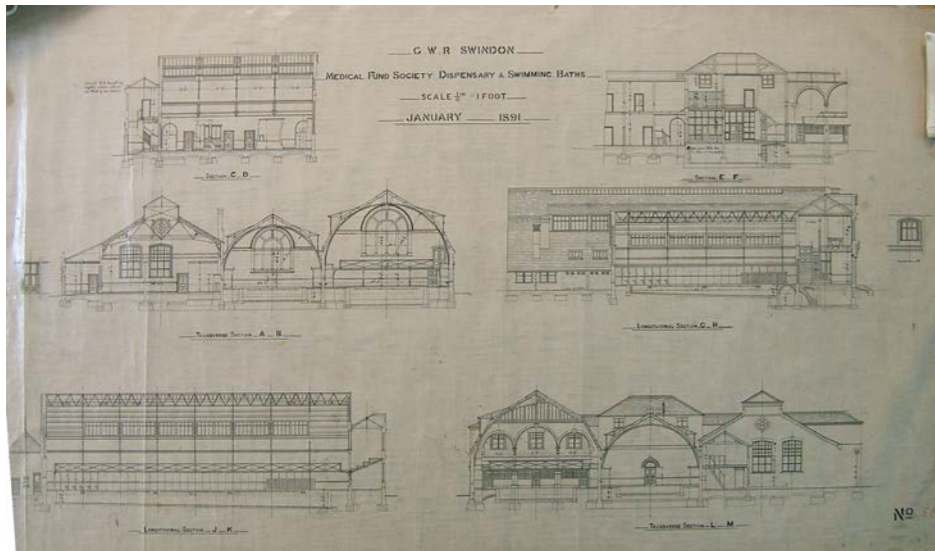 G.W.R SWINDON
MEDICAL FUND SOCIETY DISPENSARY & SWIMMING BATHS
SCALE ⅛" = 1 FOOT
JANUARY 1891
SECTION C D
SECTION E F
TRANSVERSE SECTION A B
LONGITUDINAL SECTION G H
LONGITUDINAL SECTION J K
TRANSVERSE SECTION L M
No